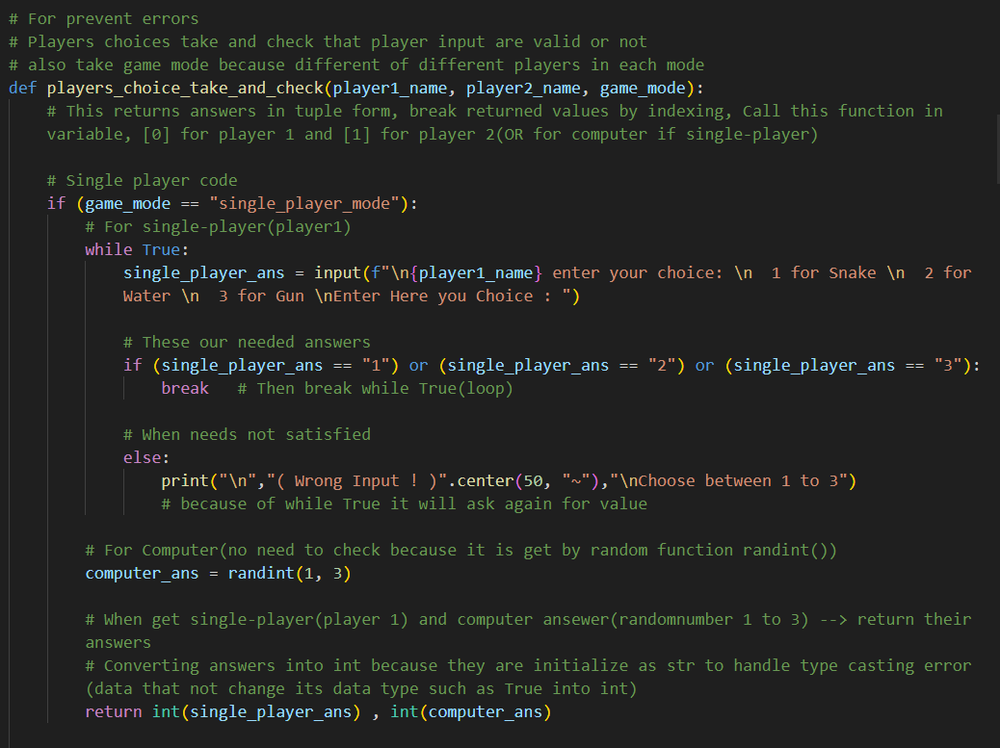 # For prevent errors
# Players choices take and check that player input are valid or not
# also take game mode because different of different players in each mode
def players_choice_take_and_check(player1_name, player2_name, game_mode):
# This returns answers in tuple form, break returned values by indexing, Call this function in
variable, [0] for player 1 and [1] for player 2(OR for computer if single-player)
# Single player code
if (game_mode == "single_player_mode"):
# For single-player(player1)
while True:
single_player_ans = input(f"\n{player1_name} enter your choice: \n  1 for Snake \n  2 for
Water \n  3 for Gun \nEnter Here you Choice : ")
# These our needed answers
if (single_player_ans == "1") or (single_player_ans == "2") or (single_player_ans == "3"):
break   # Then break while True(loop)
# When needs not satisfied
else:
print("\n","( Wrong Input ! )".center(50, "~"),"\nChoose between 1 to 3")
# because of while True it will ask again for value
# For Computer(no need to check because it is get by random function randint())
computer_ans = randint(1, 3)
# When get single-player(player 1) and computer ansewer(randomnumber 1 to 3) --> return their
answers
# Converting answers into int because they are initialize as str to handle type casting error
(data that not change its data type such as True into int)
return int(single_player_ans) , int(computer_ans)